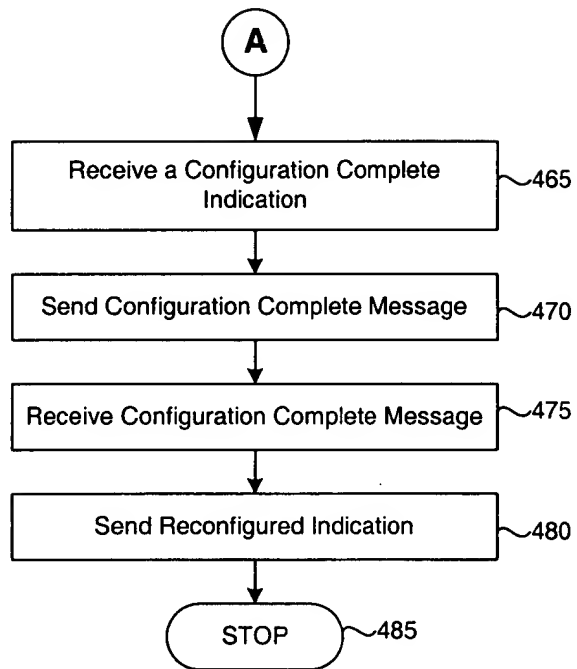 A
Receive a Configuration Complete
Indication
465
Send Configuration Complete Message
470
Receive Configuration Complete Message
475
Send Reconfigured Indication
480
STOP
485